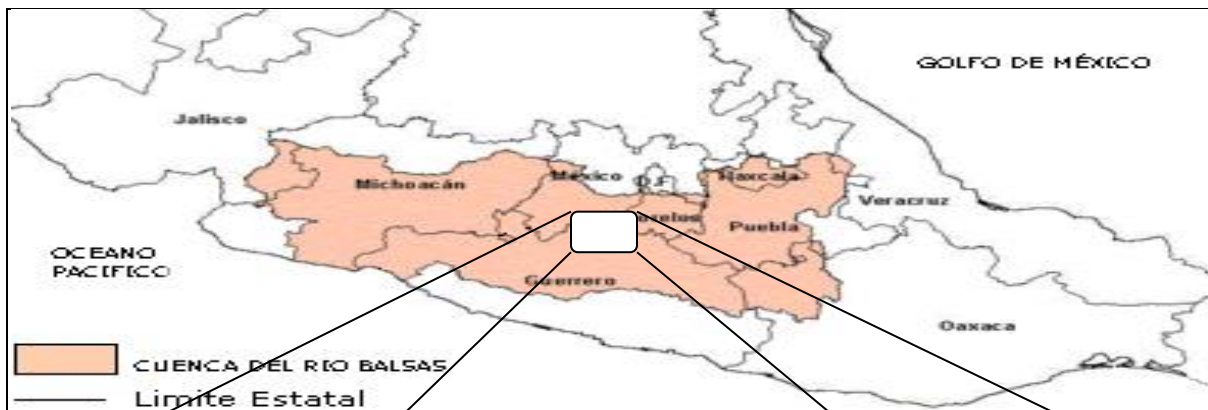 GOLFO DE MÉXICO
Jalisco
Michoacán
México
D.F
Tlaxcala
Veracruz
Puebla
OCEANO
PACIFICO
Guerrero
Oaxaca
CUENCA DEL RIO BALSAS
Limite Estatal